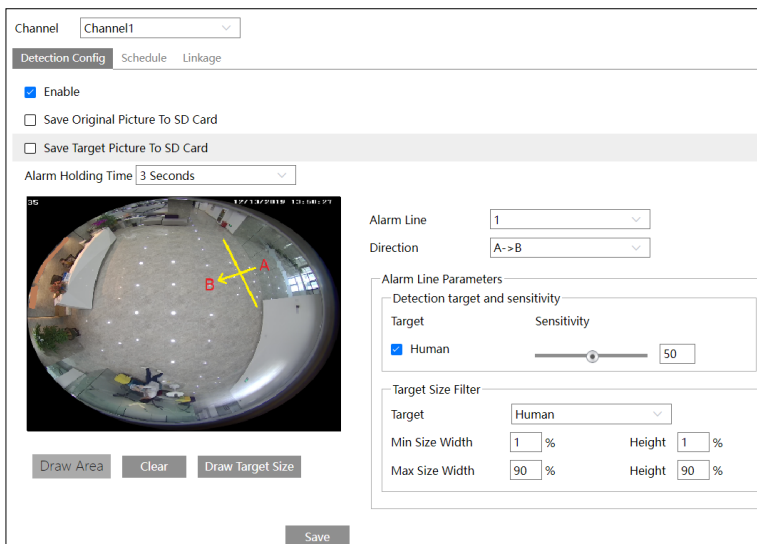 Channel Channel1
Detection Config Schedule Linkage
Enable
Save Original Picture To SD Card
Save Target Picture To SD Card
Alarm Holding Time 3 Seconds
35 12/13/2019 13:50:27
A
B
Alarm Line 1
Direction A->B
Alarm Line Parameters
Detection target and sensitivity
Target Sensitivity
Human 50
Target Size Filter
Target Human
Min Size Width 1 % Height 1 %
Max Size Width 90 % Height 90 %
Draw Area Clear Draw Target Size
Save